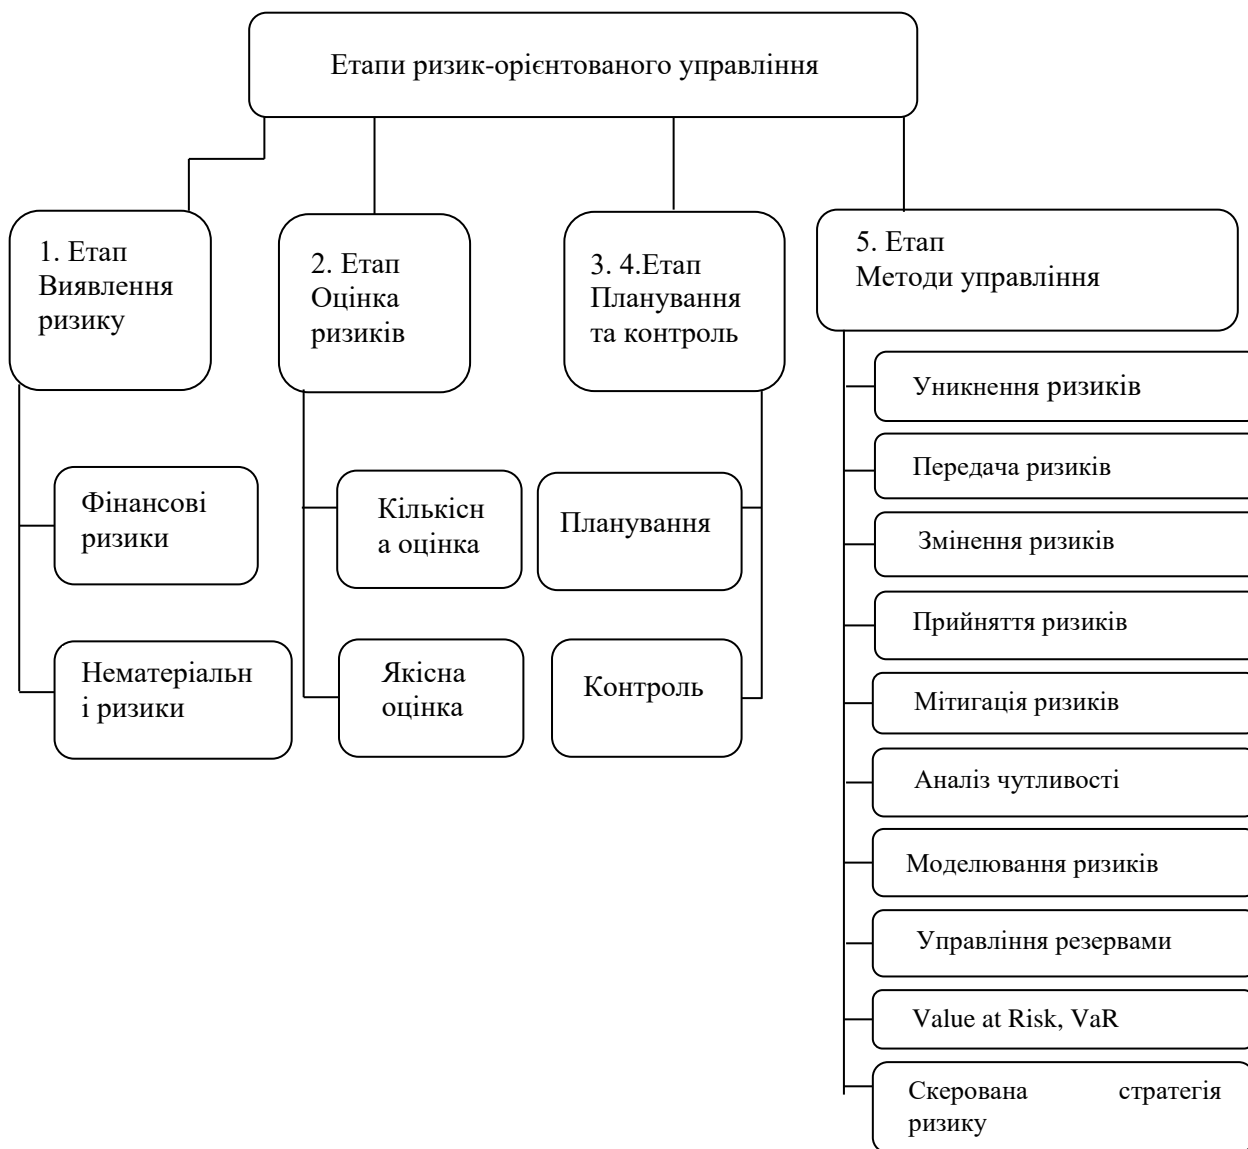 Етапи ризик-орієнтованого управління
1. Етап
Виявлення
ризику
2. Етап
Оцінка
ризиків
3. 4.Етап
Планування
та контроль
5. Етап
Методи управління
Фінансові
ризики
Нематеріальн
і ризики
Кількісн
а оцінка
Якісна
оцінка
Планування
Контроль
Уникнення ризиків
Передача ризиків
Змінення ризиків
Прийняття ризиків
Мітигація ризиків
Аналіз чутливості
Моделювання ризиків
Управління резервами
Value at Risk, VaR
Скерована стратегія
ризику